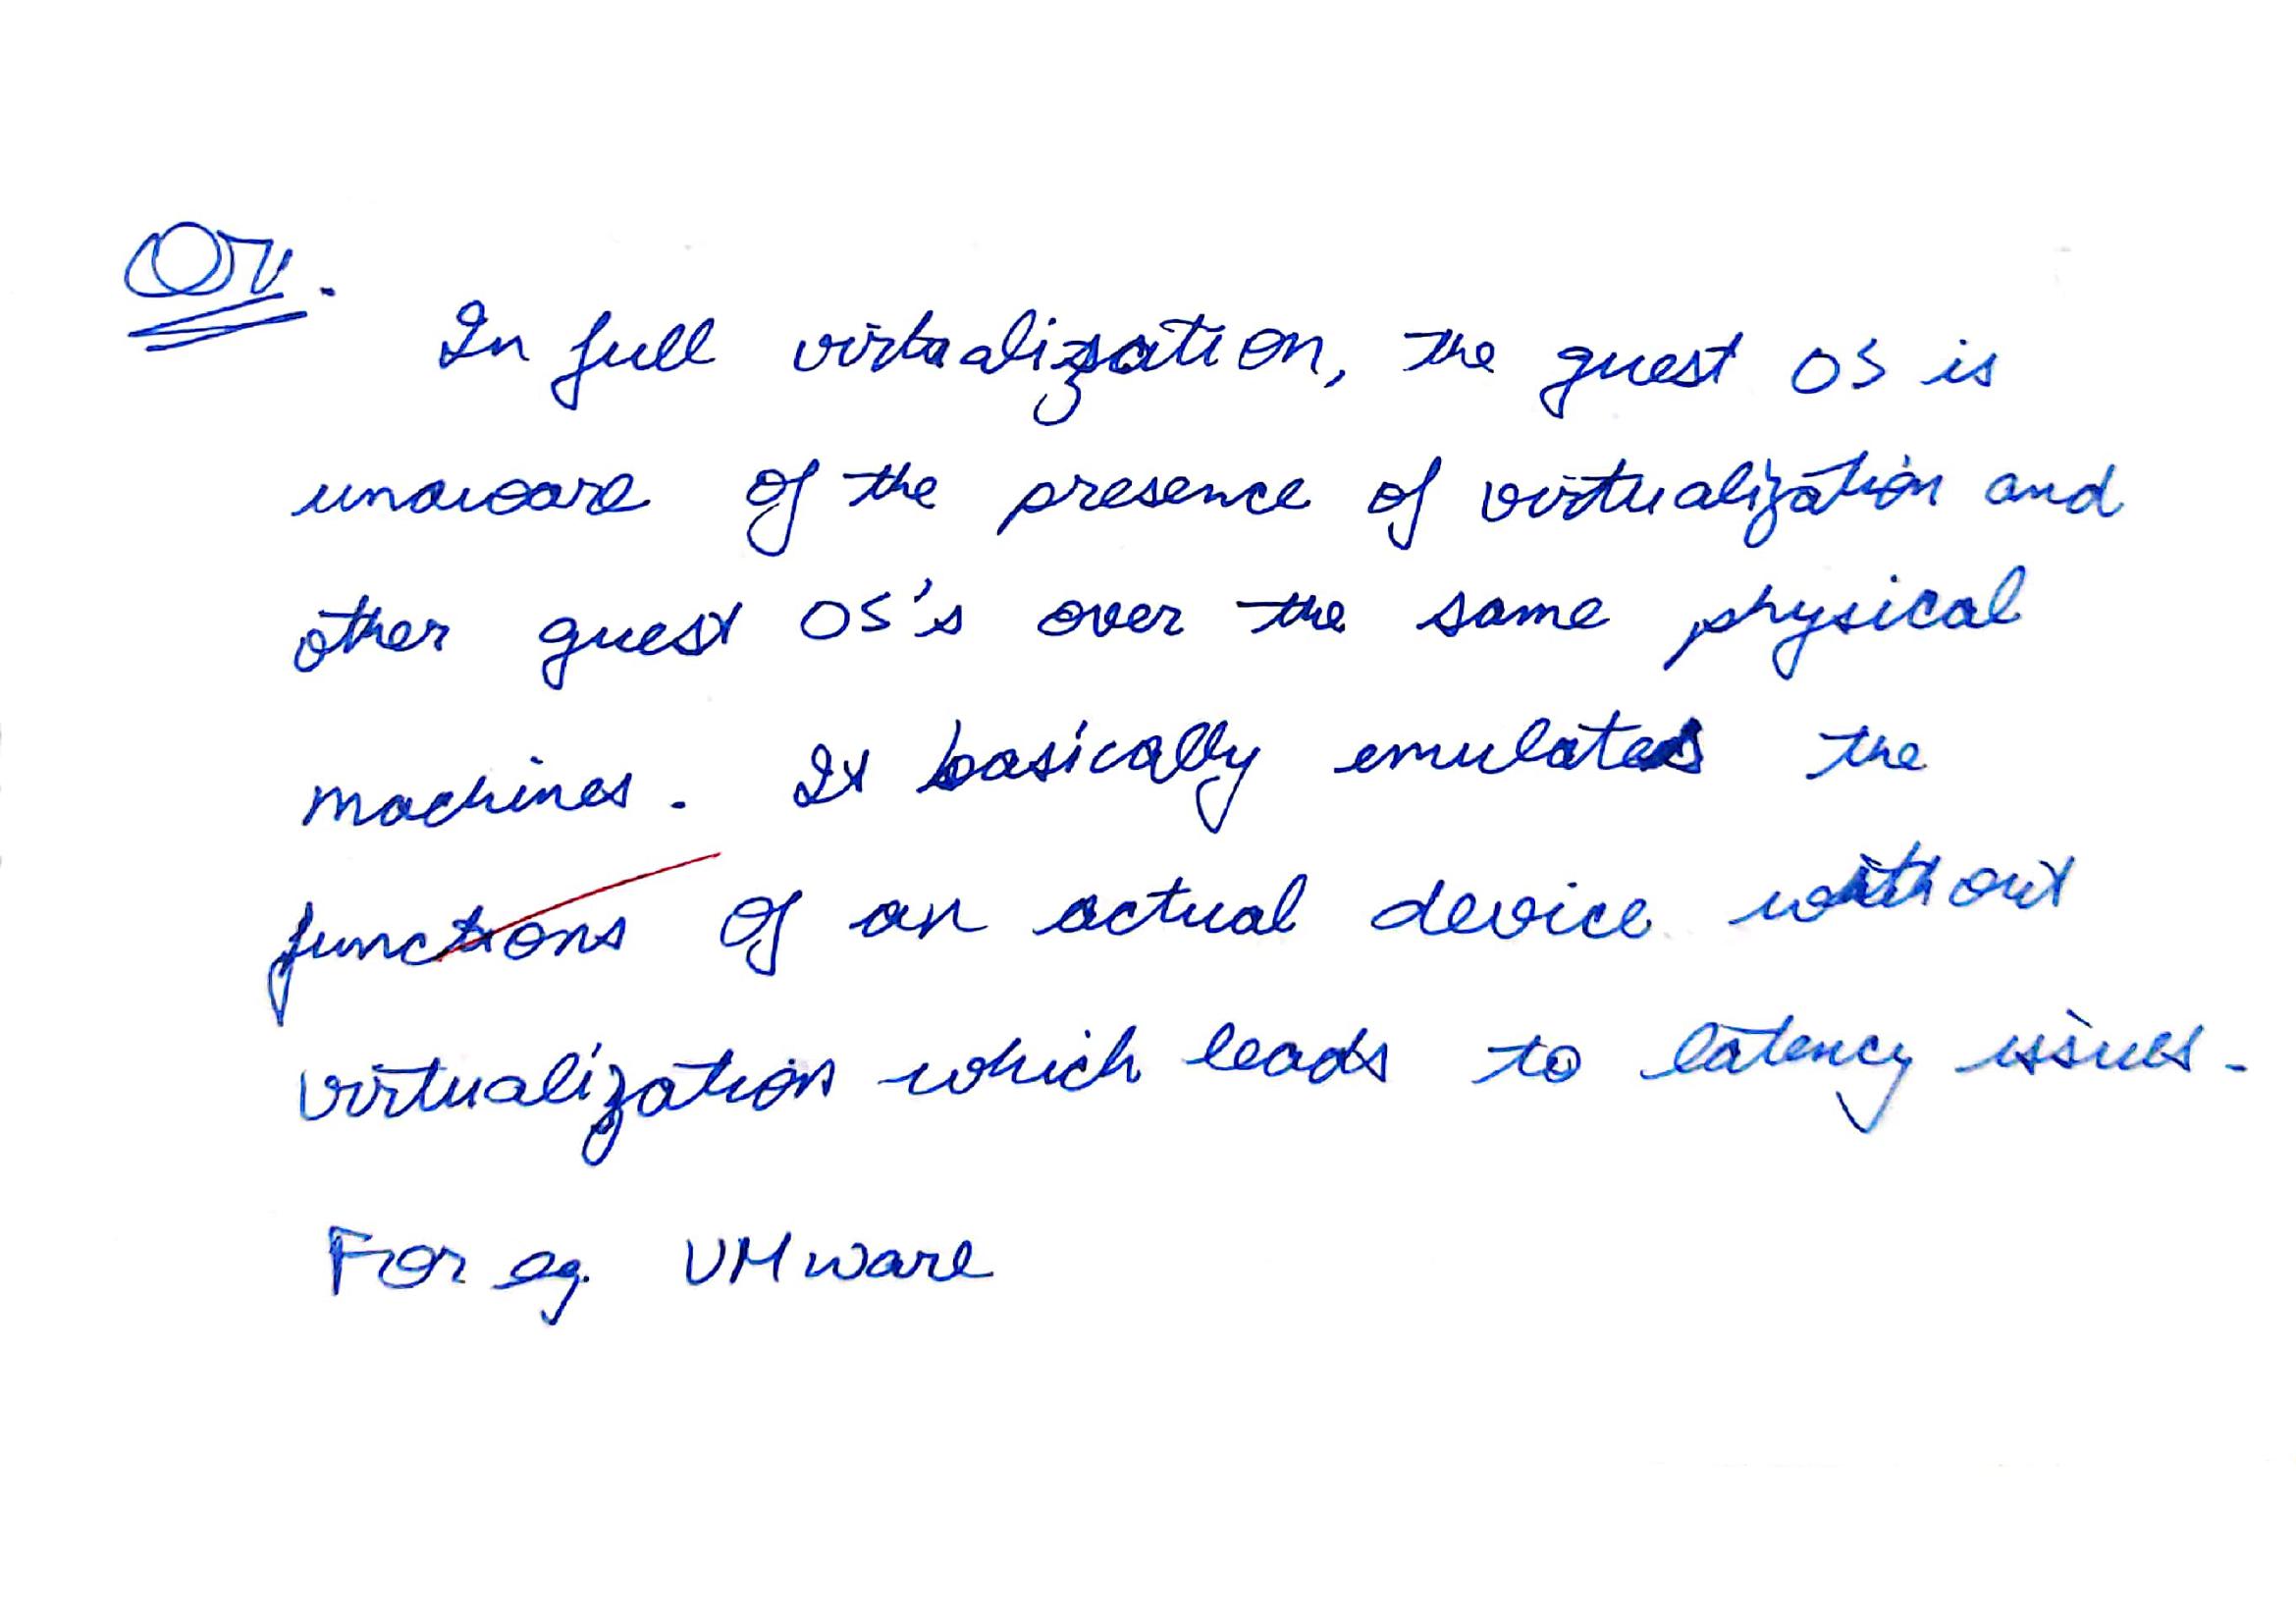 Q7.
In full virtualization, the guest OS is
unaware of the presence of virtualization and
other guest OS's over the same physical
machines. It basically emulates the
functions of an actual device without
virtualization which leads to latency issues.
For eg. VMware